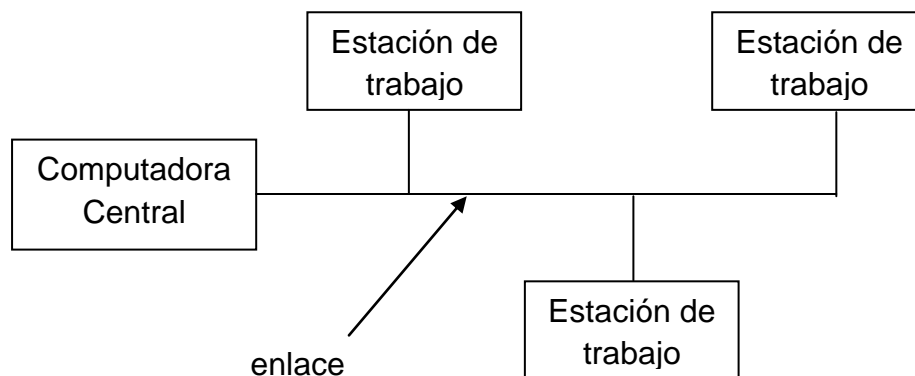 Estación de
trabajo
Estación de
trabajo
Computadora
Central
Estación de
trabajo
enlace